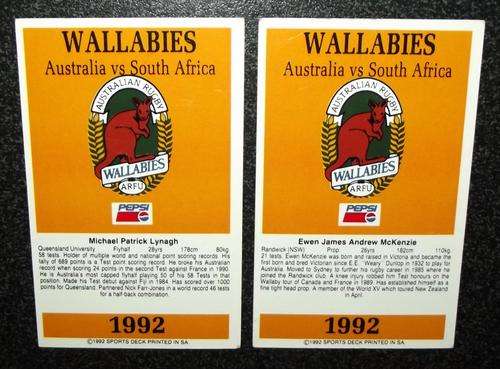 WALLABIES
Australia vs South Africa
AUSTRALIAN RUGBY
WALLABIES
ARFU
PEPSI
Michael Patrick Lynagh
Queensland University Flyhalf 28yrs 178cm 80kg
58 tests. Holder of multiple world and national point scoring records. His
tally of 689 points is a Test point scoring record. He broke his Australian
record when scoring 24 points in the second Test against France in 1990.
He is Australia's most capped flyhalf playing 50 of his 58 Tests in that
position. Made his Test debut against Fiji in 1984. Has scored over 1000
points for Queensland. Partnered Nick Farr-Jones in a world record 46 tests
for a half-back combination.
1992
©1992 SPORTS DECK PRINTED IN SA
WALLABIES
Australia vs South Africa
AUSTRALIAN RUGBY
WALLABIES
ARFU
PEPSI
Ewen James Andrew McKenzie
Randwick (NSW) Prop 26yrs 182cm 110kg
21 tests. Ewen McKenzie was born and raised in Victoria and became the
first born and bred Victorian since E.E. 'Weary' Dunlop in 1932 to play for
Australia. Moved to Sydney to further his rugby career in 1985 where he
joined the Randwick club. A knee injury robbed him Test honours on the
Wallaby tour of Canada and France in 1989. Has established himself as a
fine tight head prop. A member of the World XV which toured New Zealand
in April.
1992
©1992 SPORTS DECK PRINTED IN SA